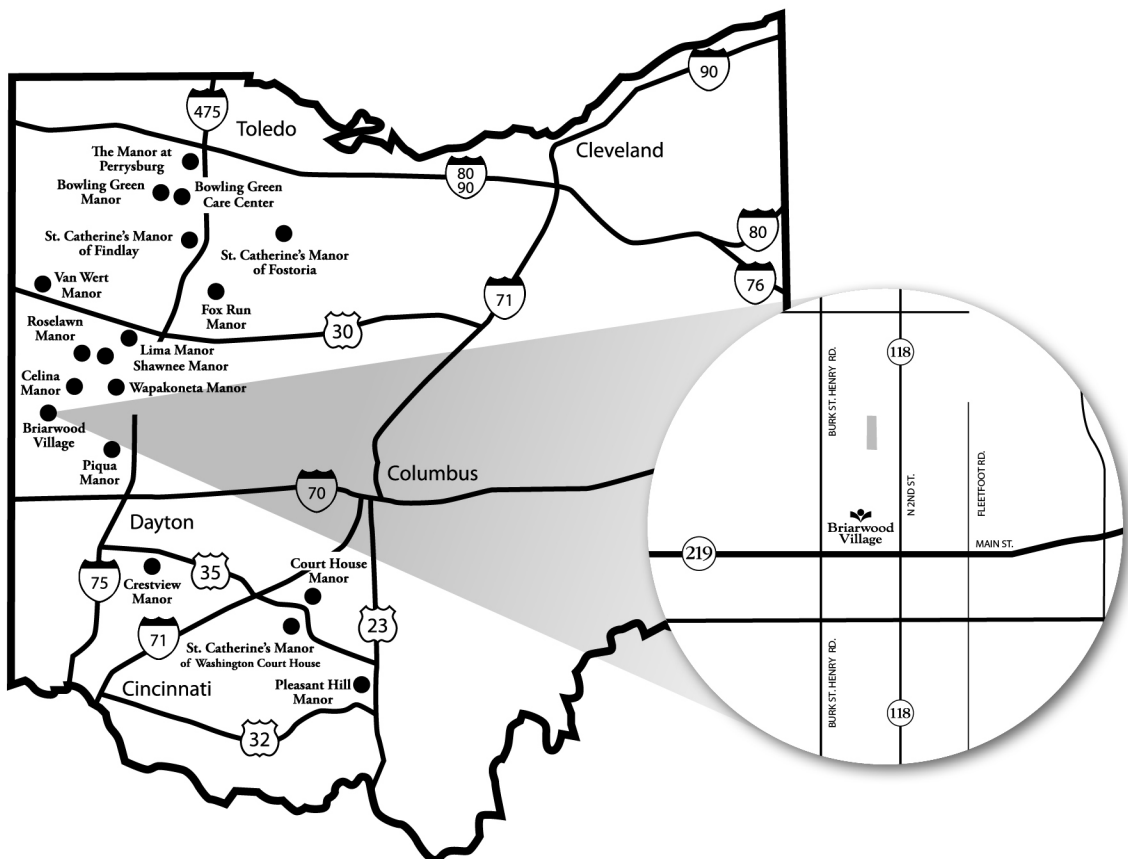 90
475
Toledo
Cleveland
The Manor at
Perrysburg
80
90
Bowling Green
Manor
Bowling Green
Care Center
80
St. Catherine's Manor
of Findlay
St. Catherine's Manor
of Fostoria
76
Van Wert
Manor
71
Fox Run
Manor
30
Roselawn
Manor
Lima Manor
Shawnee Manor
Celina
Manor
Wapakoneta Manor
Briarwood
Village
Piqua
Manor
Columbus
70
Dayton
75
35
Crestview
Manor
Court House
Manor
71
23
St. Catherine's Manor
of Washington Court House
Cincinnati
Pleasant Hill
Manor
32
BURK ST. HENRY RD.
118
N 2ND ST.
FLEETFOOT RD.
Briarwood
Village
219
MAIN ST.
BURK ST. HENRY RD.
118